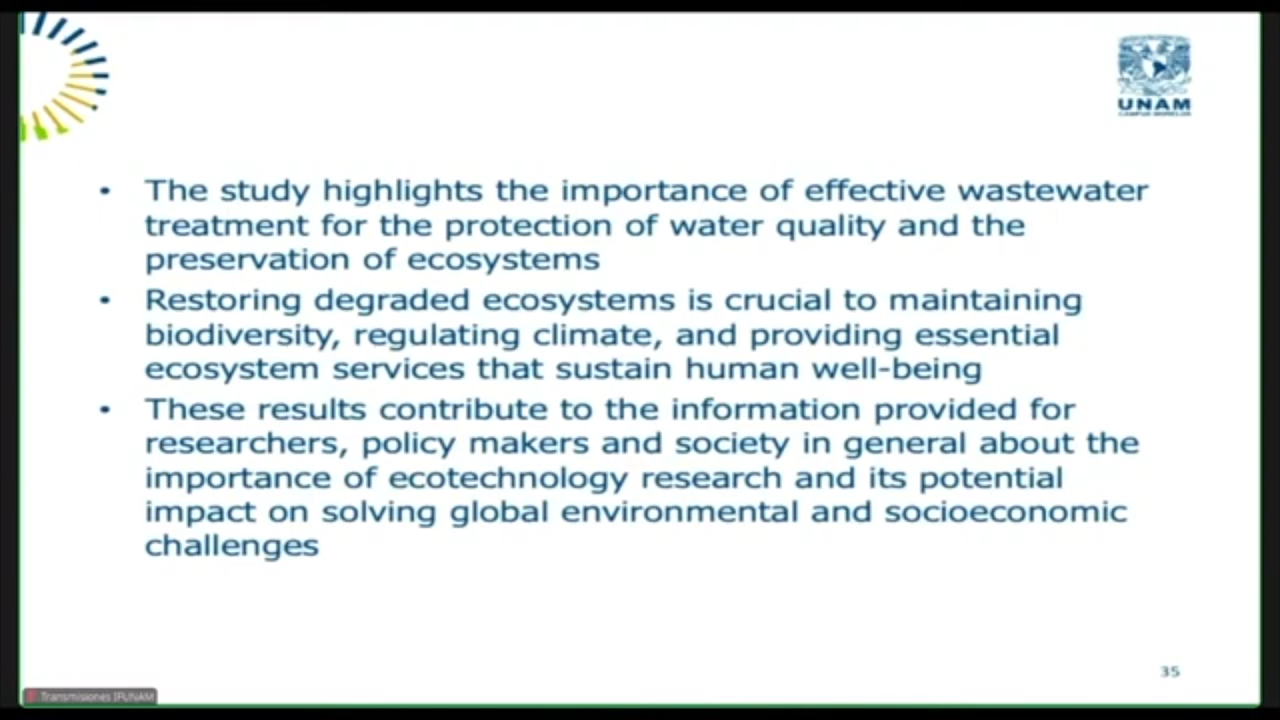 UNAM
CAMPUS MORELOS
• The study highlights the importance of effective wastewater
treatment for the protection of water quality and the
preservation of ecosystems
• Restoring degraded ecosystems is crucial to maintaining
biodiversity, regulating climate, and providing essential
ecosystem services that sustain human well-being
• These results contribute to the information provided for
researchers, policy makers and society in general about the
importance of ecotechnology research and its potential
impact on solving global environmental and socioeconomic
challenges
35
Transmisiones IFUNAM